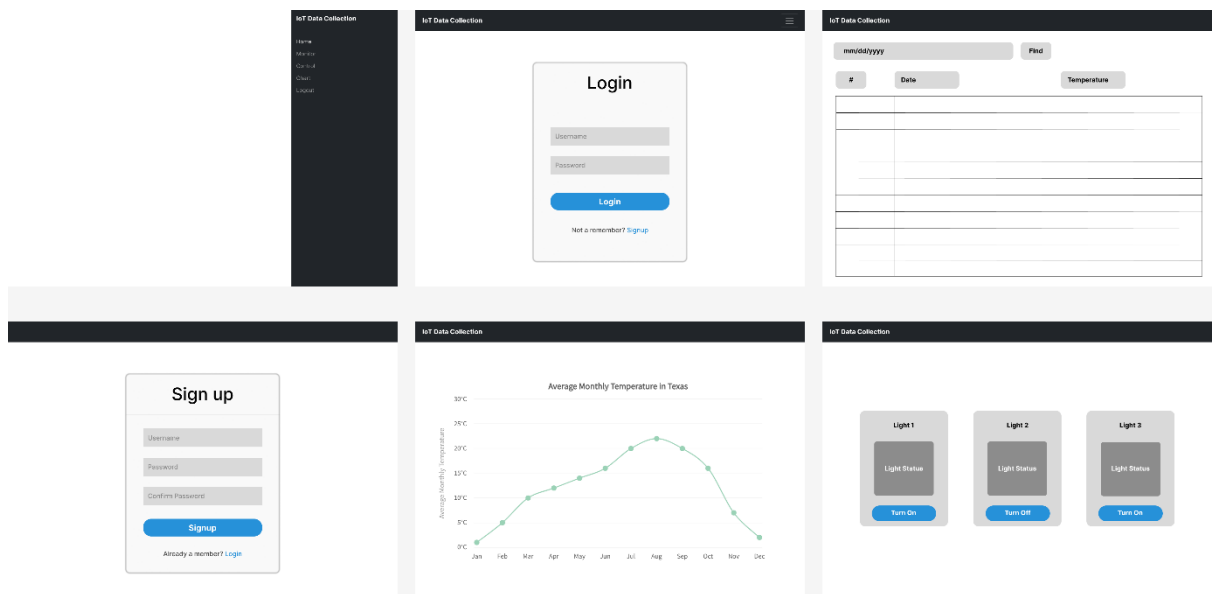 IoT Data Collection
Home
Monitor
Control
Chart
Logout
IoT Data Collection
Login
Username
Password
Login
Not a remember? Signup
IoT Data Collection
mm/dd/yyyy
Find
#
Date
Temperature
Sign up
Username
Password
Confirm Password
Signup
Already a member? Login
IoT Data Collection
Average Monthly Temperature in Texas
Average Monthly Temperature
30°C
25°C
20°C
15°C
10°C
5°C
0°C
Jan Feb Mar Apr May Jun Jul Aug Sep Oct Nov Dec
IoT Data Collection
Light 1
Light Status
Turn On
Light 2
Light Status
Turn Off
Light 3
Light Status
Turn On